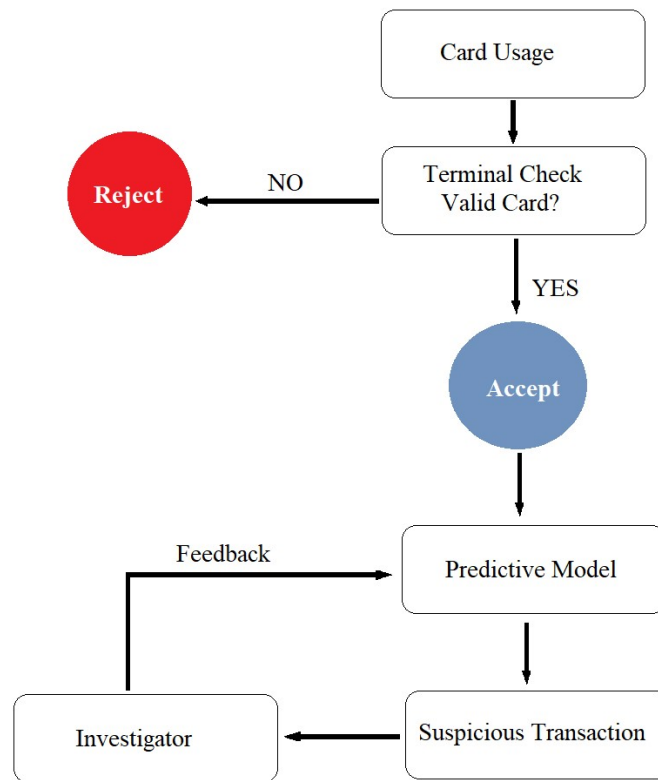 Card Usage
Terminal Check
Valid Card?
NO
Reject
YES
Accept
Feedback
Predictive Model
Investigator
Suspicious Transaction